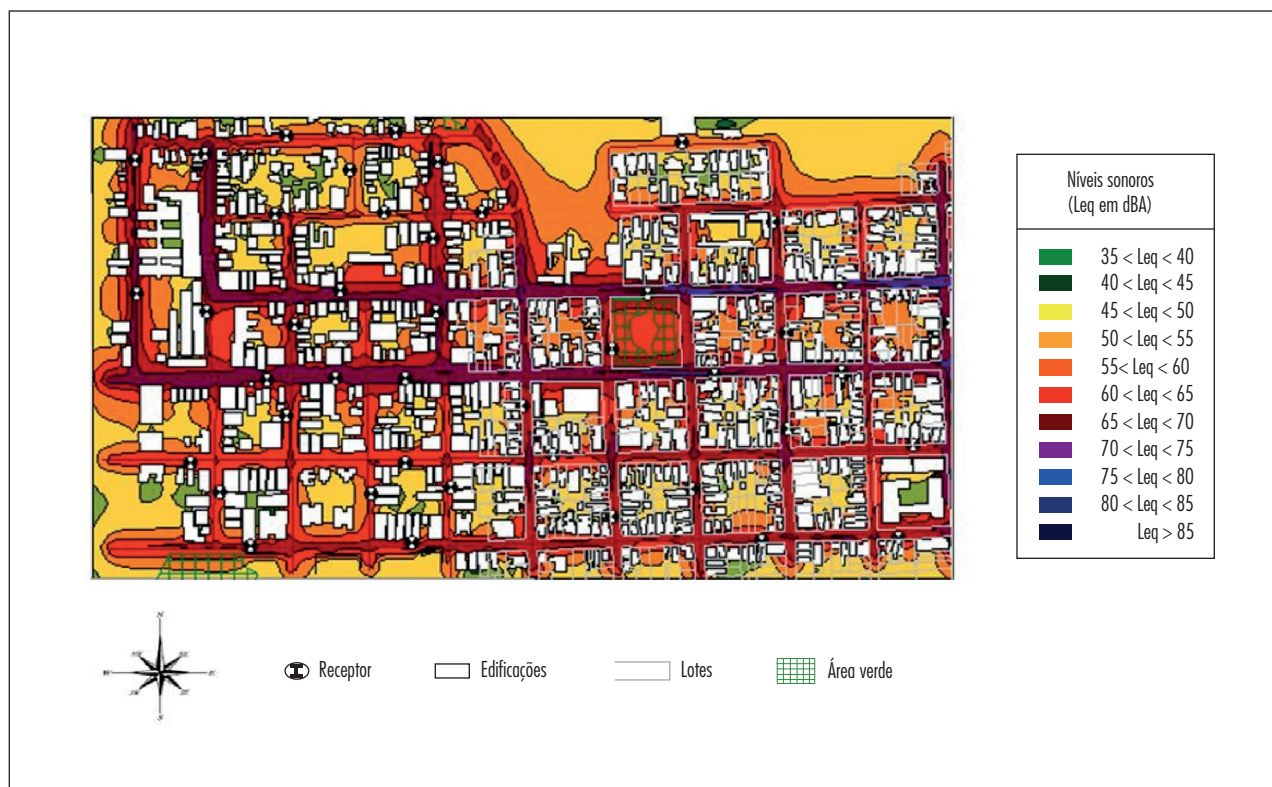 Níveis sonoros
(Leq em dBA)
35 < Leq < 40
40 < Leq < 45
45 < Leq < 50
50 < Leq < 55
55< Leq < 60
60 < Leq < 65
65 < Leq < 70
70 < Leq < 75
75 < Leq < 80
80 < Leq < 85
Leq > 85
N
W
S
Receptor
Edificações
Lotes
Área verde